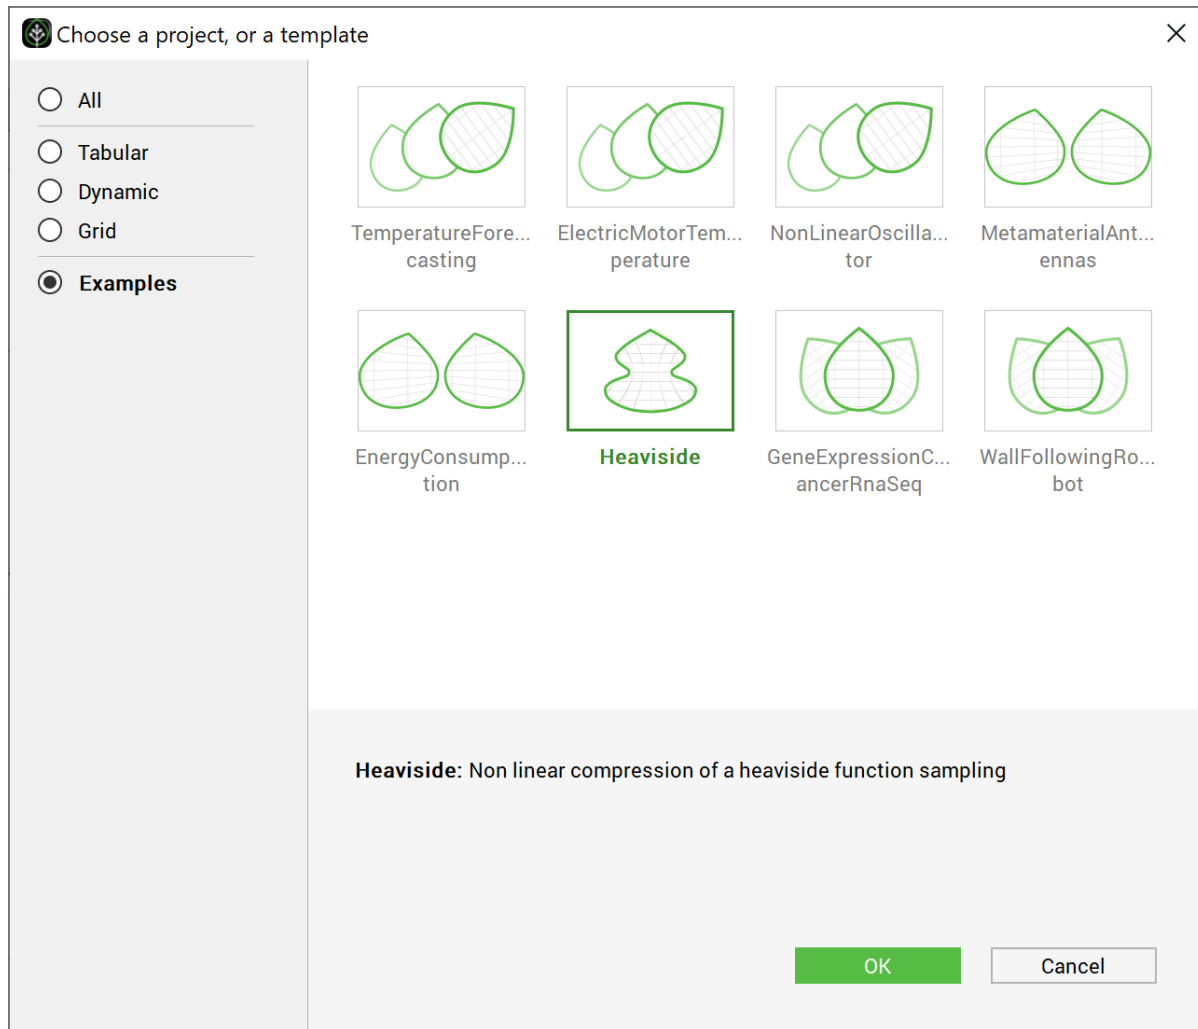 Choose a project, or a template
All
Tabular
Dynamic
Grid
Examples
TemperatureFore...
casting
ElectricMotorTem...
perature
NonLinearOscilla...
tor
MetamaterialAnt...
ennas
EnergyConsump...
tion
Heaviside
GeneExpressionC...
ancerRnaSeq
WallFollowingRo...
bot
Heaviside: Non linear compression of a heaviside function sampling
OK
Cancel